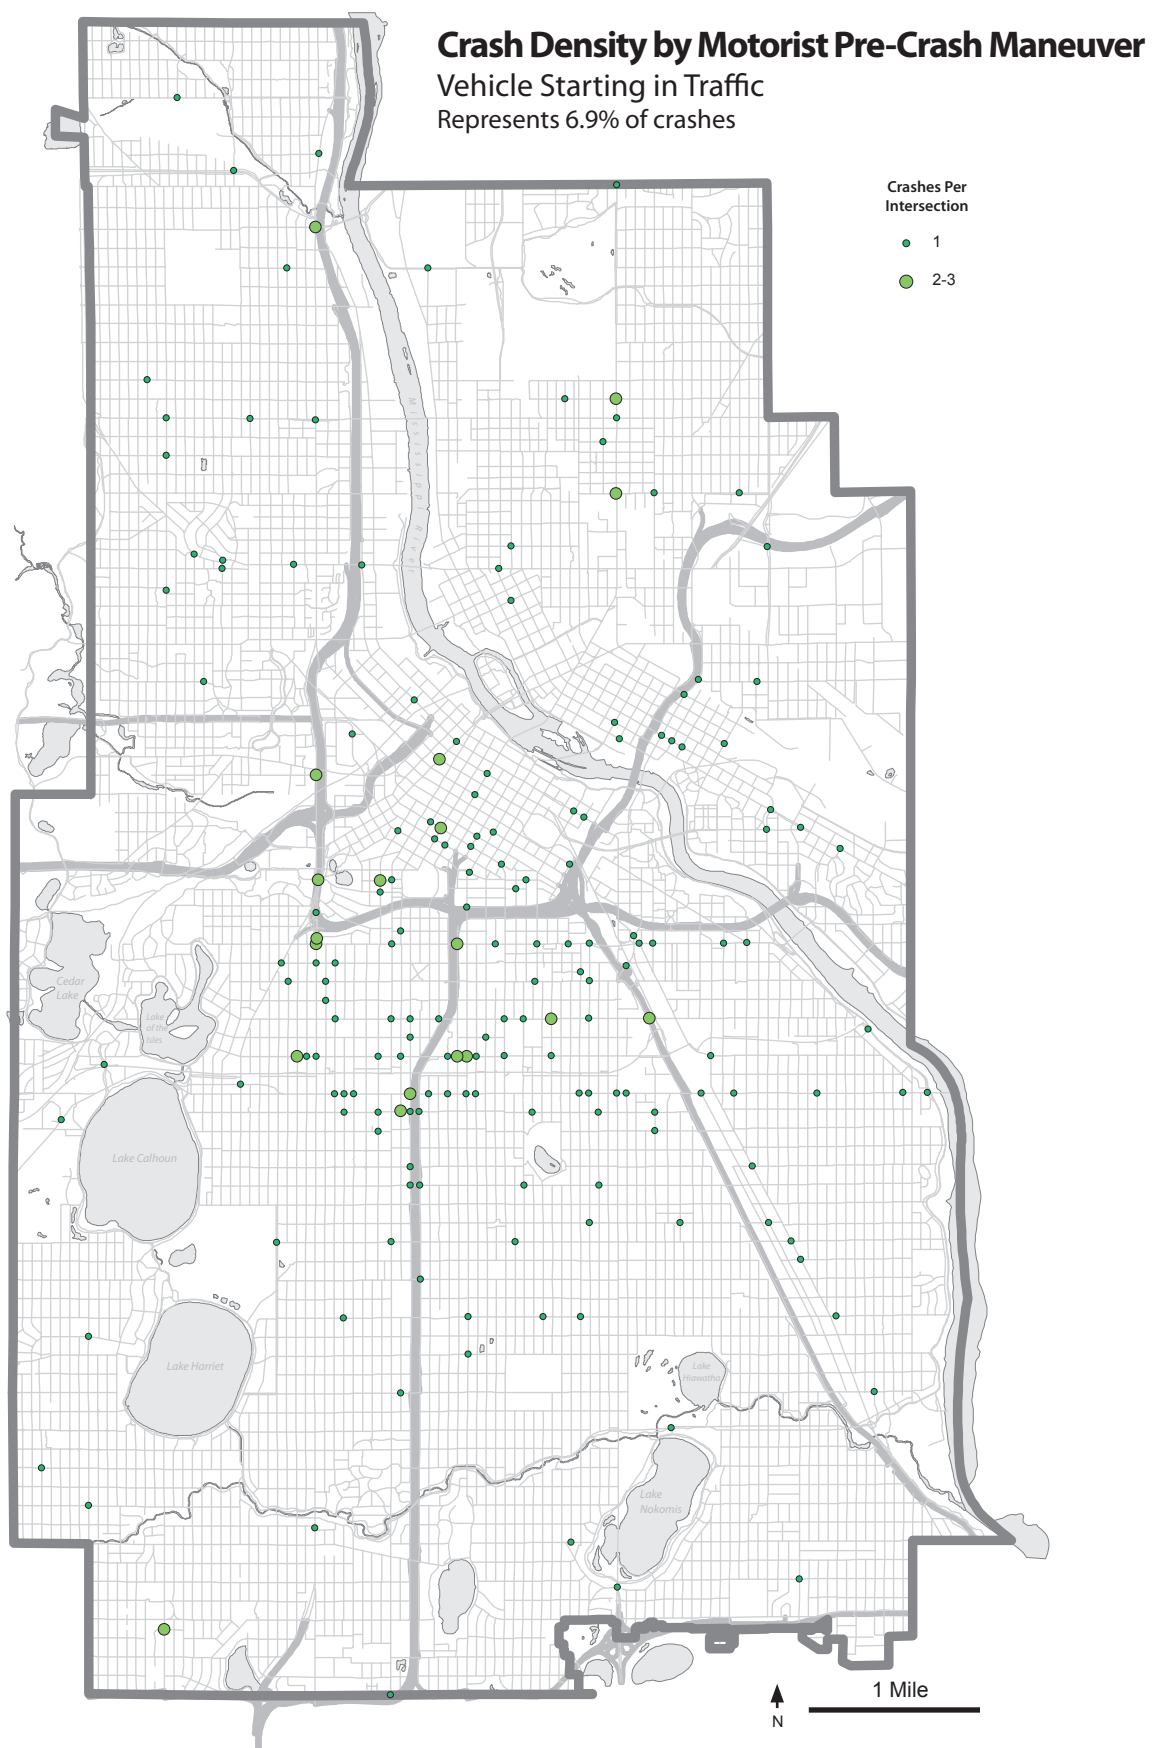 Crash Density by Motorist Pre-Crash Maneuver
Vehicle Starting in Traffic
Represents 6.9% of crashes
Crashes Per
Intersection
1
2-3
Mississippi River
Cedar
Lake
Lake
of the
Isles
Lake Calhoun
Lake Harriet
Lake
Hiawatha
Lake
Nokomis
1 Mile
N